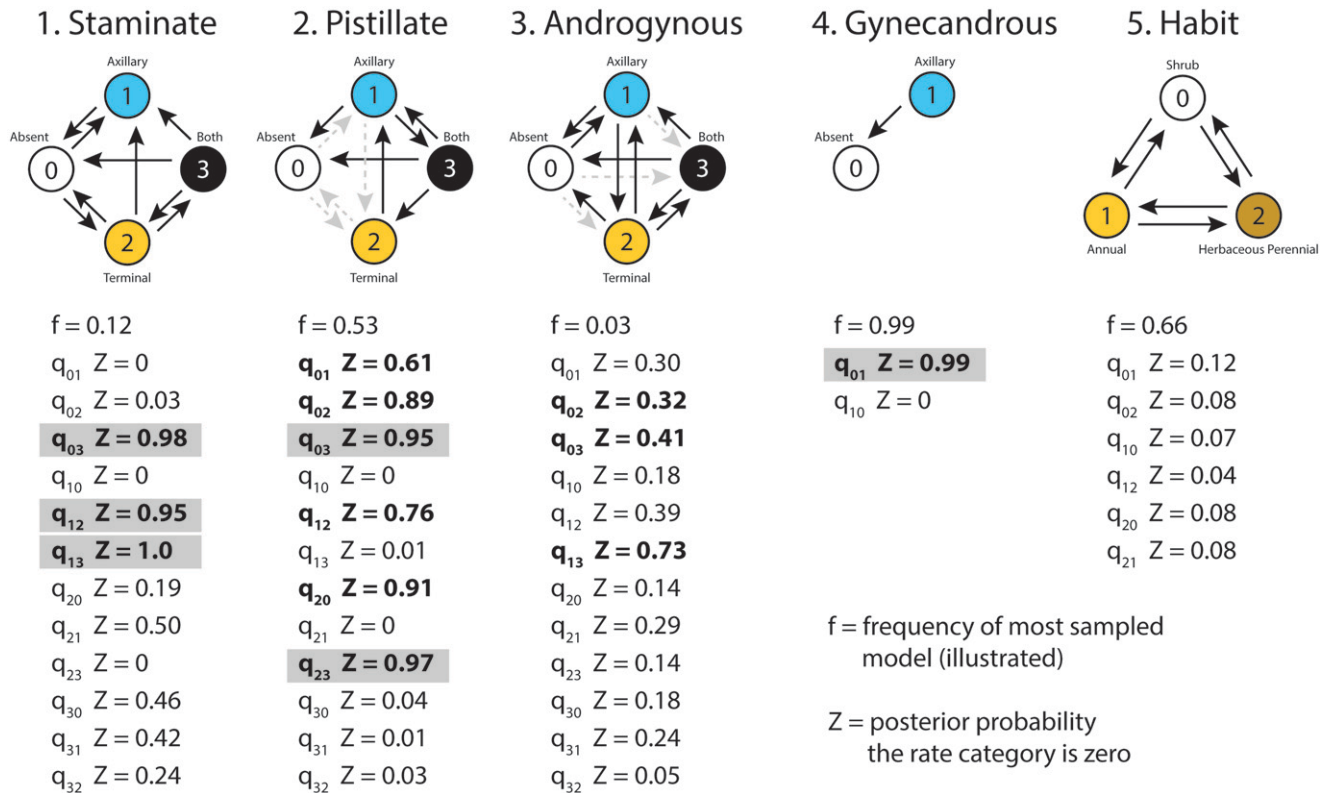 1. Staminate
Axillary
1
Absent
Both
0
3
2
Terminal
f = 0.12
q01 Z = 0
q02 Z = 0.03
q03 Z = 0.98
q10 Z = 0
q12 Z = 0.95
q13 Z = 1.0
q20 Z = 0.19
q21 Z = 0.50
q23 Z = 0
q30 Z = 0.46
q31 Z = 0.42
q32 Z = 0.24
2. Pistillate
Axillary
1
Absent
Both
0
3
2
Terminal
f = 0.53
q01 Z = 0.61
q02 Z = 0.89
q03 Z = 0.95
q10 Z = 0
q12 Z = 0.76
q13 Z = 0.01
q20 Z = 0.91
q21 Z = 0
q23 Z = 0.97
q30 Z = 0.04
q31 Z = 0.01
q32 Z = 0.03
3. Androgynous
Axillary
1
Absent
Both
0
3
2
Terminal
f = 0.03
q01 Z = 0.30
q02 Z = 0.32
q03 Z = 0.41
q10 Z = 0.18
q12 Z = 0.39
q13 Z = 0.73
q20 Z = 0.14
q21 Z = 0.29
q23 Z = 0.14
q30 Z = 0.18
q31 Z = 0.24
q32 Z = 0.05
4. Gynecandrous
Axillary
1
Absent
0
f = 0.99
q01 Z = 0.99
q10 Z = 0
5. Habit
Shrub
0
1
2
Annual
Herbaceous Perennial
f = 0.66
q01 Z = 0.12
q02 Z = 0.08
q10 Z = 0.07
q12 Z = 0.04
q20 Z = 0.08
q21 Z = 0.08
f = frequency of most sampled
model (illustrated)
Z = posterior probability
the rate category is zero